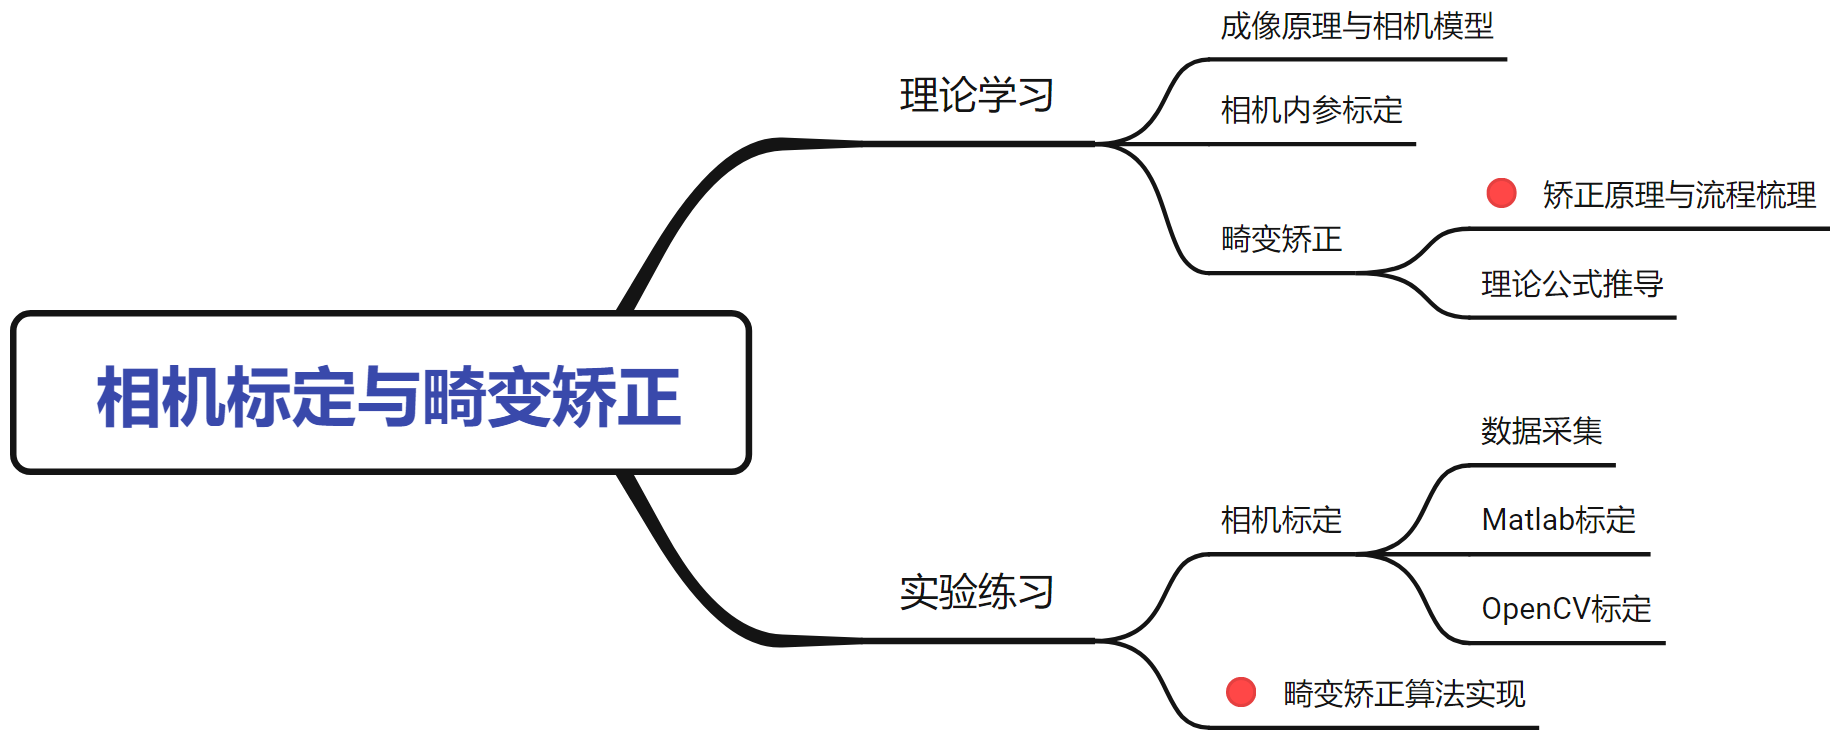 成像原理与相机模型
理论学习
相机内参标定
矫正原理与流程梳理
畸变矫正
理论公式推导
相机标定与畸变矫正
数据采集
相机标定
Matlab标定
实验练习
OpenCV标定
畸变矫正算法实现